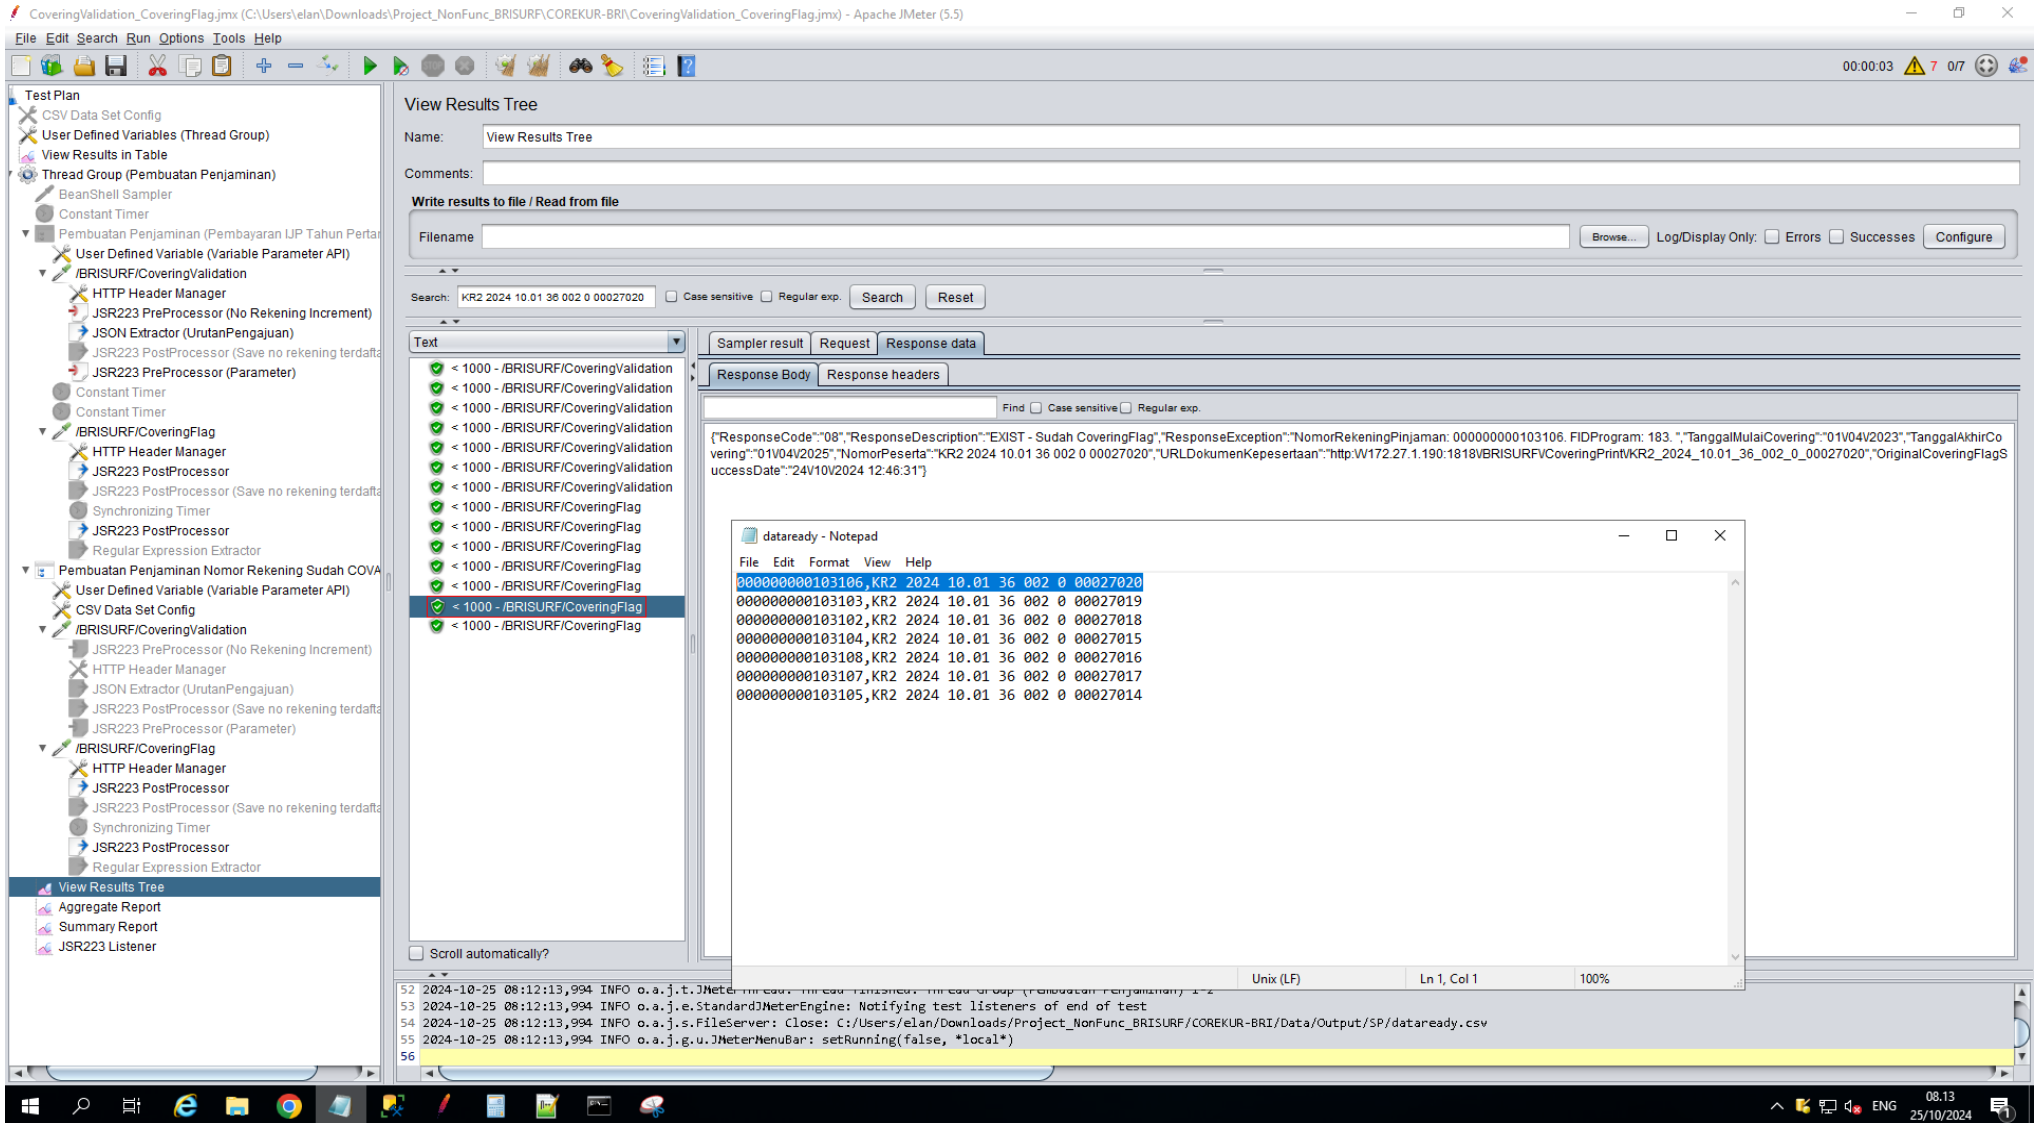 CoveringValidation_CoveringFlag.jmx (C:\Users\elan\Downloads\Project_NonFunc_BRISURF\COREKUR-BRI\CoveringValidation_CoveringFlag.jmx) - Apache JMeter (5.5)
File Edit Search Run Options Tools Help
00:00:03 7 0/7
Test Plan
CSV Data Set Config
User Defined Variables (Thread Group)
View Results in Table
Thread Group (Pembuatan Penjaminan)
BeanShell Sampler
Constant Timer
Pembuatan Penjaminan (Pembayaran IJP Tahun Pertar
User Defined Variable (Variable Parameter API)
/BRISURF/CoveringValidation
HTTP Header Manager
JSR223 PreProcessor (No Rekening Increment)
JSON Extractor (UrutanPengajuan)
JSR223 PostProcessor (Save no rekening terdafta
JSR223 PreProcessor (Parameter)
Constant Timer
Constant Timer
/BRISURF/CoveringFlag
HTTP Header Manager
JSR223 PostProcessor
JSR223 PostProcessor (Save no rekening terdafta
Synchronizing Timer
JSR223 PostProcessor
Regular Expression Extractor
Pembuatan Penjaminan Nomor Rekening Sudah COVA
User Defined Variable (Variable Parameter API)
CSV Data Set Config
/BRISURF/CoveringValidation
JSR223 PreProcessor (No Rekening Increment)
HTTP Header Manager
JSON Extractor (UrutanPengajuan)
JSR223 PostProcessor (Save no rekening terdafta
JSR223 PreProcessor (Parameter)
/BRISURF/CoveringFlag
HTTP Header Manager
JSR223 PostProcessor
JSR223 PostProcessor (Save no rekening terdafta
Synchronizing Timer
JSR223 PostProcessor
Regular Expression Extractor
View Results Tree
Aggregate Report
Summary Report
JSR223 Listener
View Results Tree
Name: View Results Tree
Comments:
Write results to file / Read from file
Filename Browse... Log/Display Only: Errors Successes Configure
Search: KR2 2024 10.01 36 002 0 00027020 Case sensitive Regular exp. Search Reset
Text
< 1000 - /BRISURF/CoveringValidation
< 1000 - /BRISURF/CoveringValidation
< 1000 - /BRISURF/CoveringValidation
< 1000 - /BRISURF/CoveringValidation
< 1000 - /BRISURF/CoveringValidation
< 1000 - /BRISURF/CoveringValidation
< 1000 - /BRISURF/CoveringValidation
< 1000 - /BRISURF/CoveringFlag
< 1000 - /BRISURF/CoveringFlag
< 1000 - /BRISURF/CoveringFlag
< 1000 - /BRISURF/CoveringFlag
< 1000 - /BRISURF/CoveringFlag
< 1000 - /BRISURF/CoveringFlag
< 1000 - /BRISURF/CoveringFlag
Scroll automatically?
Sampler result Request Response data
Response Body Response headers
Find Case sensitive Regular exp.
{"ResponseCode":"08","ResponseDescription":"EXIST - Sudah CoveringFlag","ResponseException":"NomorRekeningPinjaman: 000000000103106. FIDProgram: 183. ","TanggalMulaiCovering":"01\/04\/2023","TanggalAkhirCo
vering":"01\/04\/2025","NomorPeserta":"KR2 2024 10.01 36 002 0 00027020","URLDokumenKepesertaan":"http:\/\/172.27.1.190:1818\/BRISURF\/CoveringPrint\/KR2_2024_10.01_36_002_0_00027020","OriginalCoveringFlagS
uccessDate":"24\/10\/2024 12:46:31"}
dataready - Notepad
File Edit Format View Help
000000000103106,KR2 2024 10.01 36 002 0 00027020
000000000103103,KR2 2024 10.01 36 002 0 00027019
000000000103102,KR2 2024 10.01 36 002 0 00027018
000000000103104,KR2 2024 10.01 36 002 0 00027015
000000000103108,KR2 2024 10.01 36 002 0 00027016
000000000103107,KR2 2024 10.01 36 002 0 00027017
000000000103105,KR2 2024 10.01 36 002 0 00027014
Unix (LF) Ln 1, Col 1 100%
52 2024-10-25 08:12:13,994 INFO o.a.j.t.JMeterThread: Thread finished: Thread Group (Pembuatan Penjaminan) 1-2
53 2024-10-25 08:12:13,994 INFO o.a.j.e.StandardJMeterEngine: Notifying test listeners of end of test
54 2024-10-25 08:12:13,994 INFO o.a.j.s.FileServer: Close: C:/Users/elan/Downloads/Project_NonFunc_BRISURF/COREKUR-BRI/Data/Output/SP/dataready.csv
55 2024-10-25 08:12:13,994 INFO o.a.j.g.u.JMeterMenuBar: setRunning(false, *local*)
56
ENG 08.13
25/10/2024
1